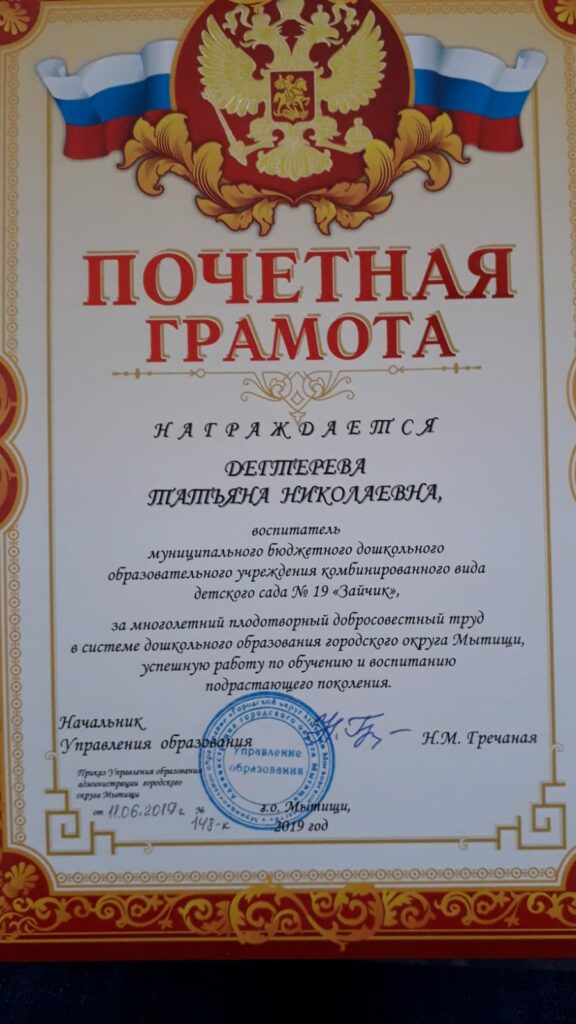 ПОЧЕТНАЯ
ГРАМОТА
НАГРАЖДАЕТСЯ
ДЕГТЕРЕВА
ТАТЬЯНА НИКОЛАЕВНА,
воспитатель
муниципального бюджетного дошкольного
образовательного учреждения комбинированного вида
детского сада № 19 «Зайчик»,
за многолетний плодотворный добросовестный труд
в системе дошкольного образования городского округа Мытищи,
успешную работу по обучению и воспитанию
подрастающего поколения.
Начальник
Управления образования
Н.М. Гречаная
Управление
образования
Приказ Управления образования
администрации городского
округа Мытищи
от 11.06.2019 г. №
148-к
г.о. Мытищи,
2019 год